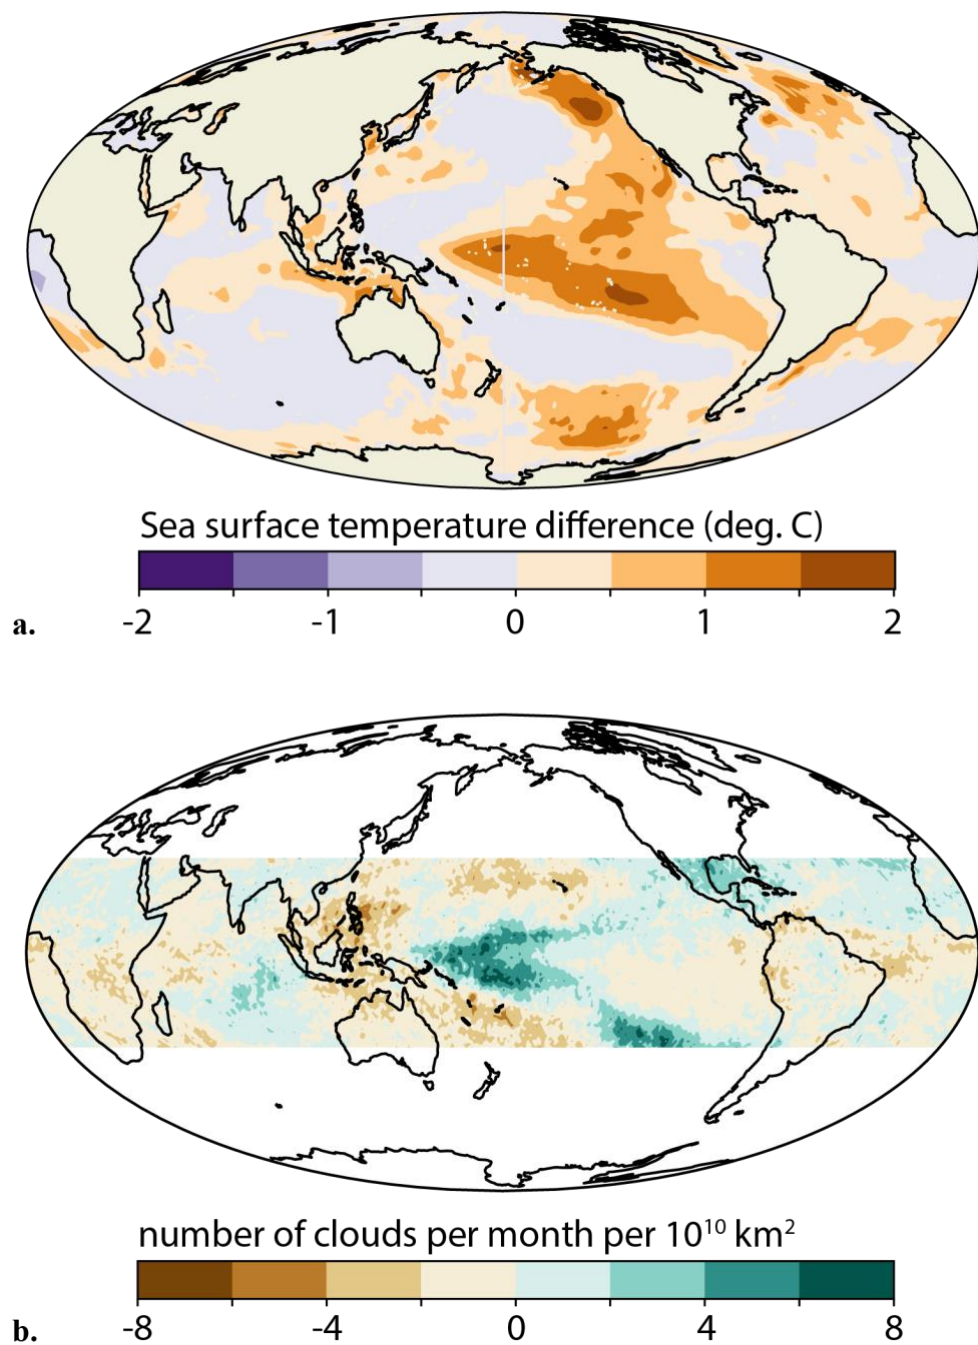 Sea surface temperature difference (deg. C)
a. -2 -1 0 1 2
number of clouds per month per 10¹⁰ km²
b. -8 -4 0 4 8